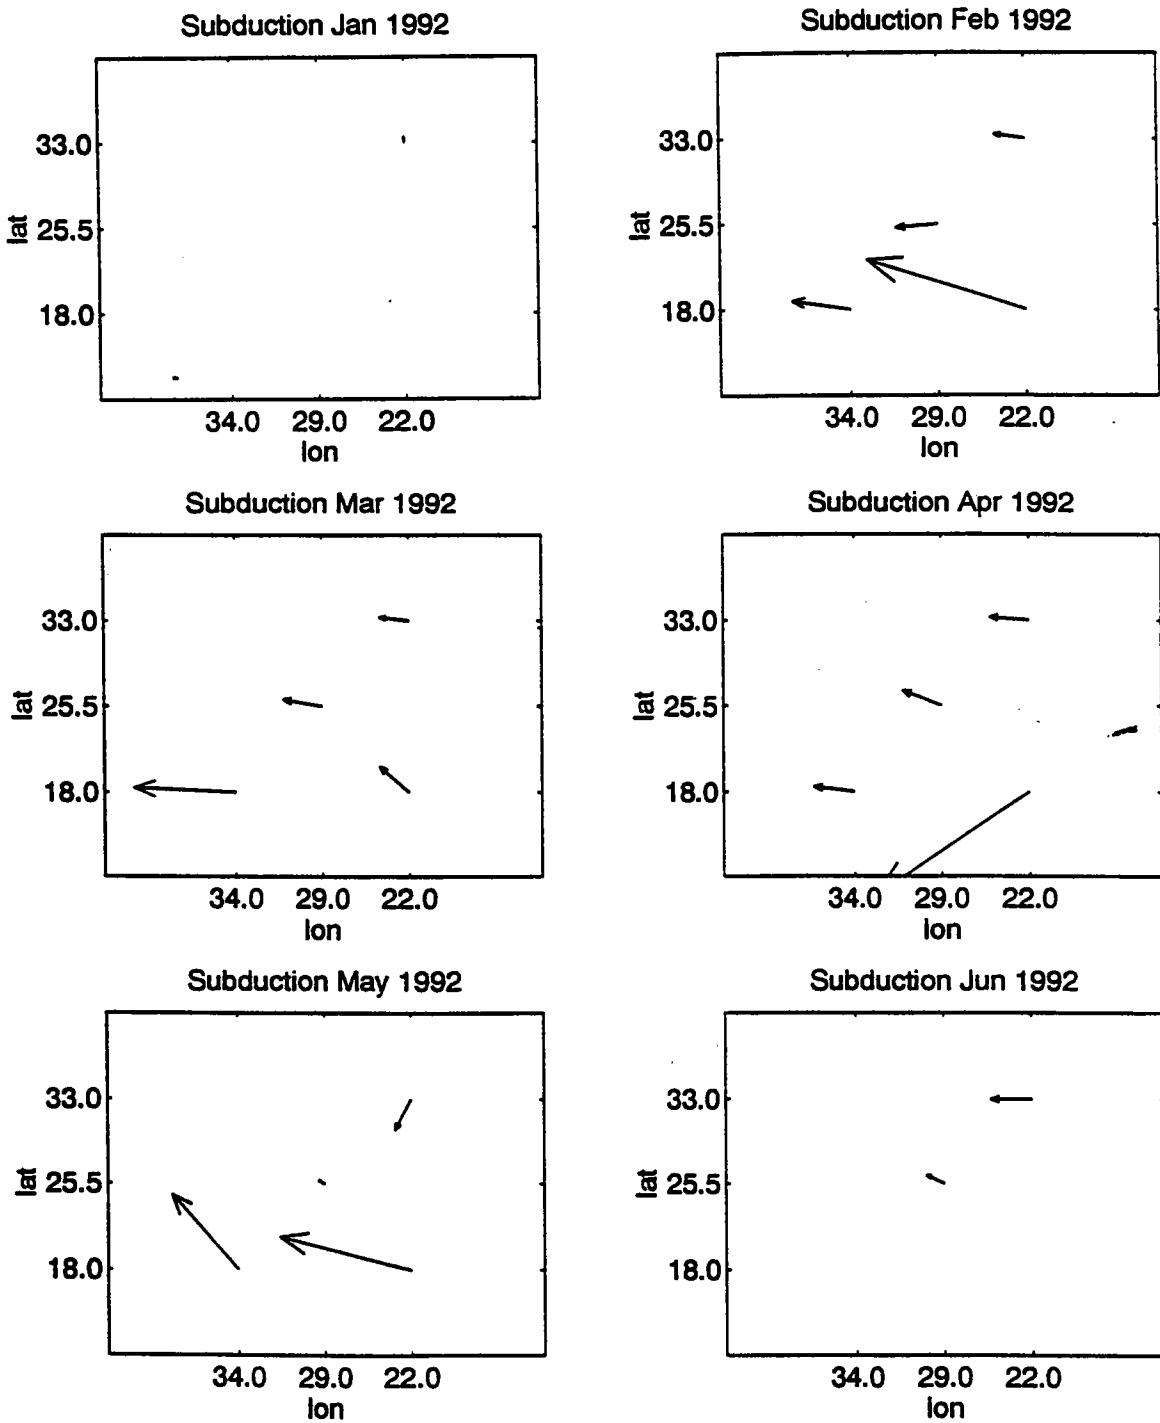 Subduction Jan 1992
33.0
25.5
18.0
lat
34.0 29.0 22.0
lon
Subduction Feb 1992
33.0
25.5
18.0
lat
34.0 29.0 22.0
lon
Subduction Mar 1992
33.0
25.5
18.0
lat
34.0 29.0 22.0
lon
Subduction Apr 1992
33.0
25.5
18.0
lat
34.0 29.0 22.0
lon
Subduction May 1992
33.0
25.5
18.0
lat
34.0 29.0 22.0
lon
Subduction Jun 1992
33.0
25.5
18.0
lat
34.0 29.0 22.0
lon